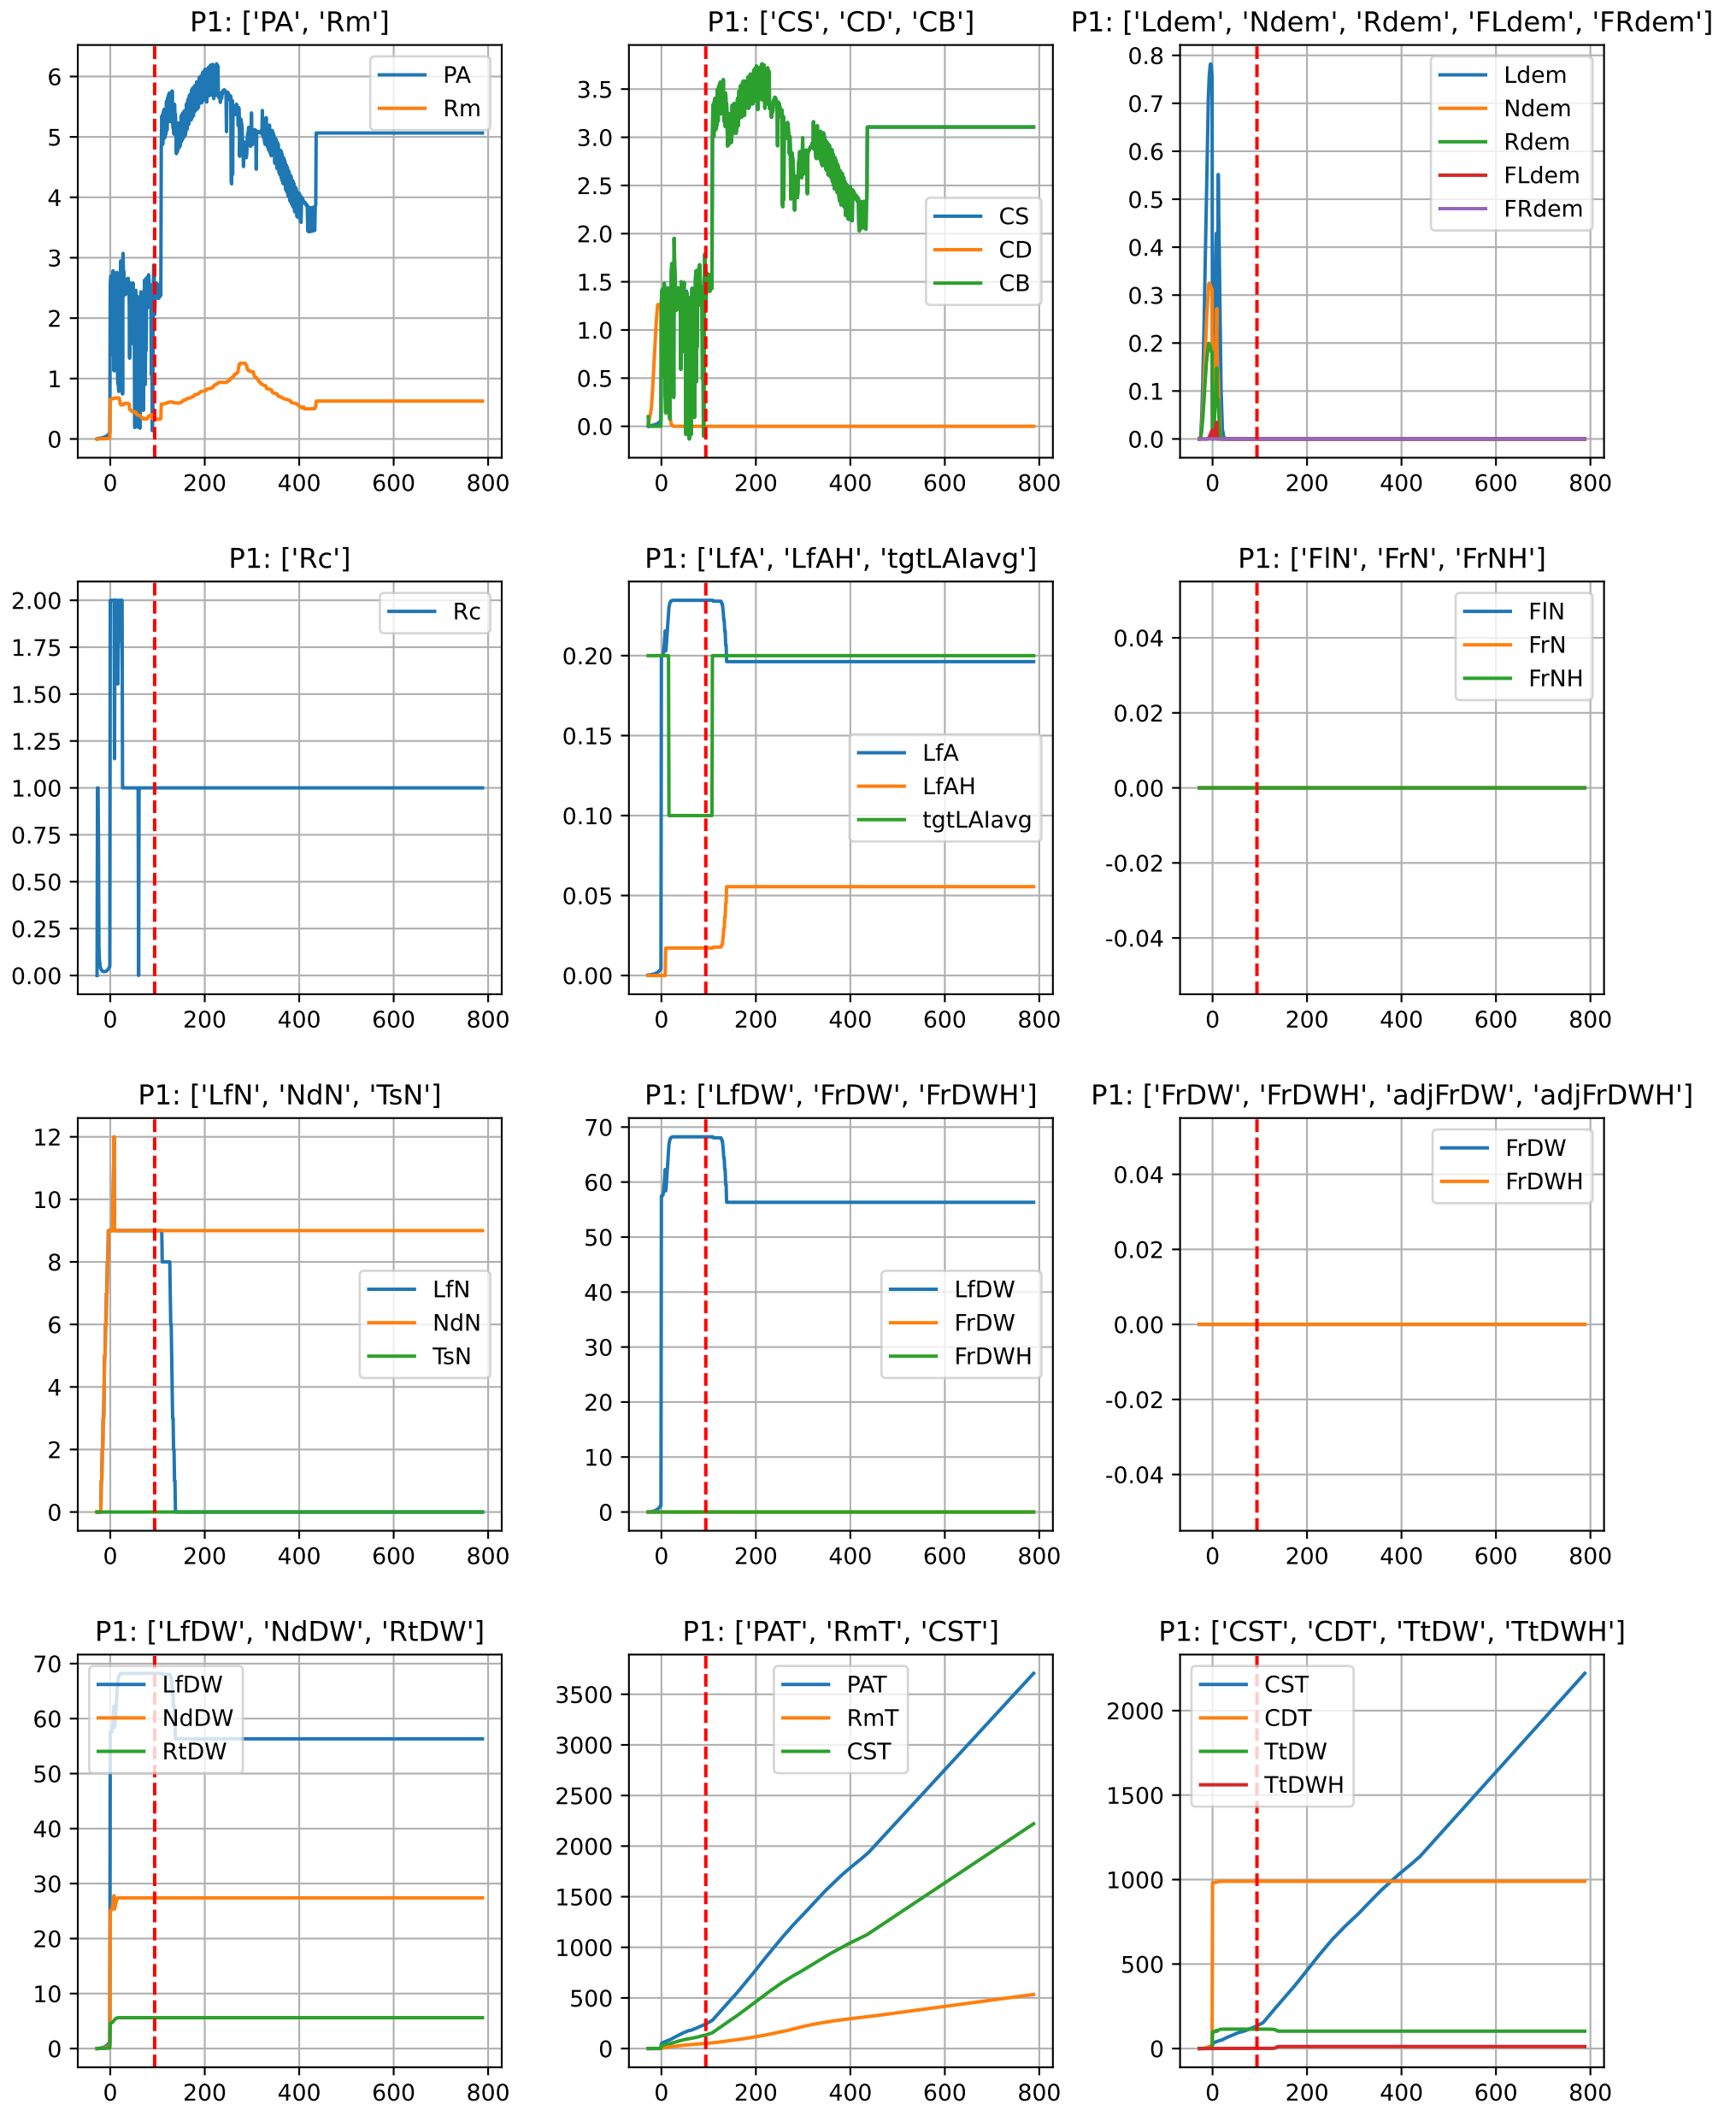 P1: ['PA', 'Rm']
6
5
4
3
2
1
0
0 200 400 600 800
PA
Rm
P1: ['CS', 'CD', 'CB']
3.5
3.0
2.5
2.0
1.5
1.0
0.5
0.0
0 200 400 600 800
CS
CD
CB
P1: ['Ldem', 'Ndem', 'Rdem', 'FLdem', 'FRdem']
0.8
0.7
0.6
0.5
0.4
0.3
0.2
0.1
0.0
0 200 400 600 800
Ldem
Ndem
Rdem
FLdem
FRdem
P1: ['Rc']
2.00
1.75
1.50
1.25
1.00
0.75
0.50
0.25
0.00
0 200 400 600 800
Rc
P1: ['LfA', 'LfAH', 'tgtLAIavg']
0.20
0.15
0.10
0.05
0.00
0 200 400 600 800
LfA
LfAH
tgtLAIavg
P1: ['FlN', 'FrN', 'FrNH']
0.04
0.02
0.00
-0.02
-0.04
0 200 400 600 800
FlN
FrN
FrNH
P1: ['LfN', 'NdN', 'TsN']
12
10
8
6
4
2
0
0 200 400 600 800
LfN
NdN
TsN
P1: ['LfDW', 'FrDW', 'FrDWH']
70
60
50
40
30
20
10
0
0 200 400 600 800
LfDW
FrDW
FrDWH
P1: ['FrDW', 'FrDWH', 'adjFrDW', 'adjFrDWH']
0.04
0.02
0.00
-0.02
-0.04
0 200 400 600 800
FrDW
FrDWH
P1: ['LfDW', 'NdDW', 'RtDW']
70
60
50
40
30
20
10
0
0 200 400 600 800
LfDW
NdDW
RtDW
P1: ['PAT', 'RmT', 'CST']
3500
3000
2500
2000
1500
1000
500
0
0 200 400 600 800
PAT
RmT
CST
P1: ['CST', 'CDT', 'TtDW', 'TtDWH']
2000
1500
1000
500
0
0 200 400 600 800
CST
CDT
TtDW
TtDWH